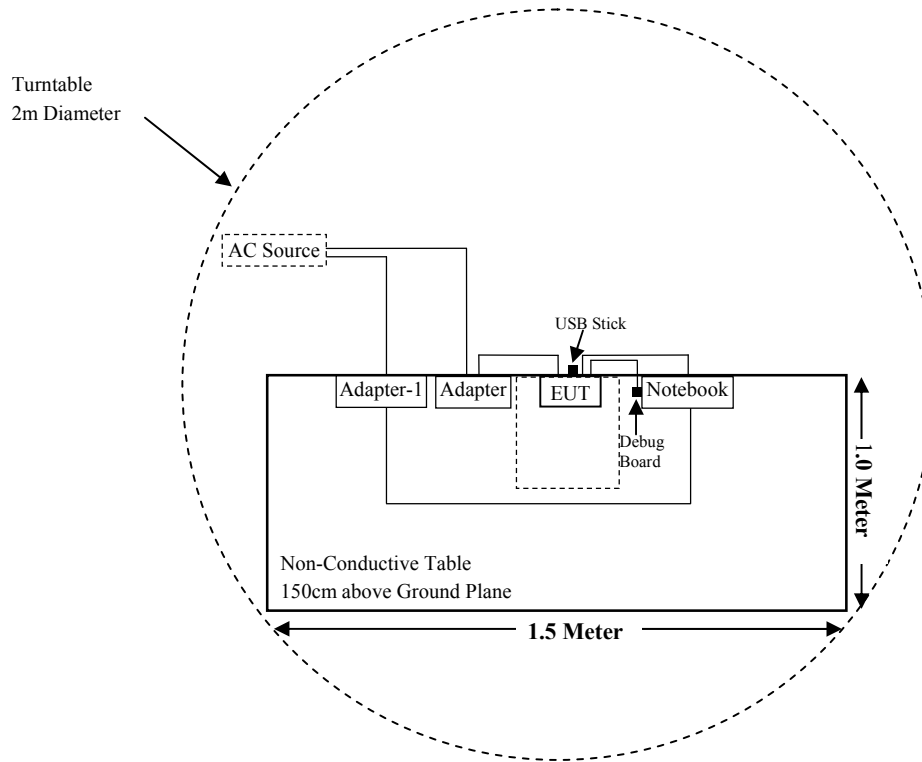 Turntable
2m Diameter
AC Source
USB Stick
Adapter-1
Adapter
EUT
Notebook
Debug
Board
1.0 Meter
Non-Conductive Table
150cm above Ground Plane
1.5 Meter